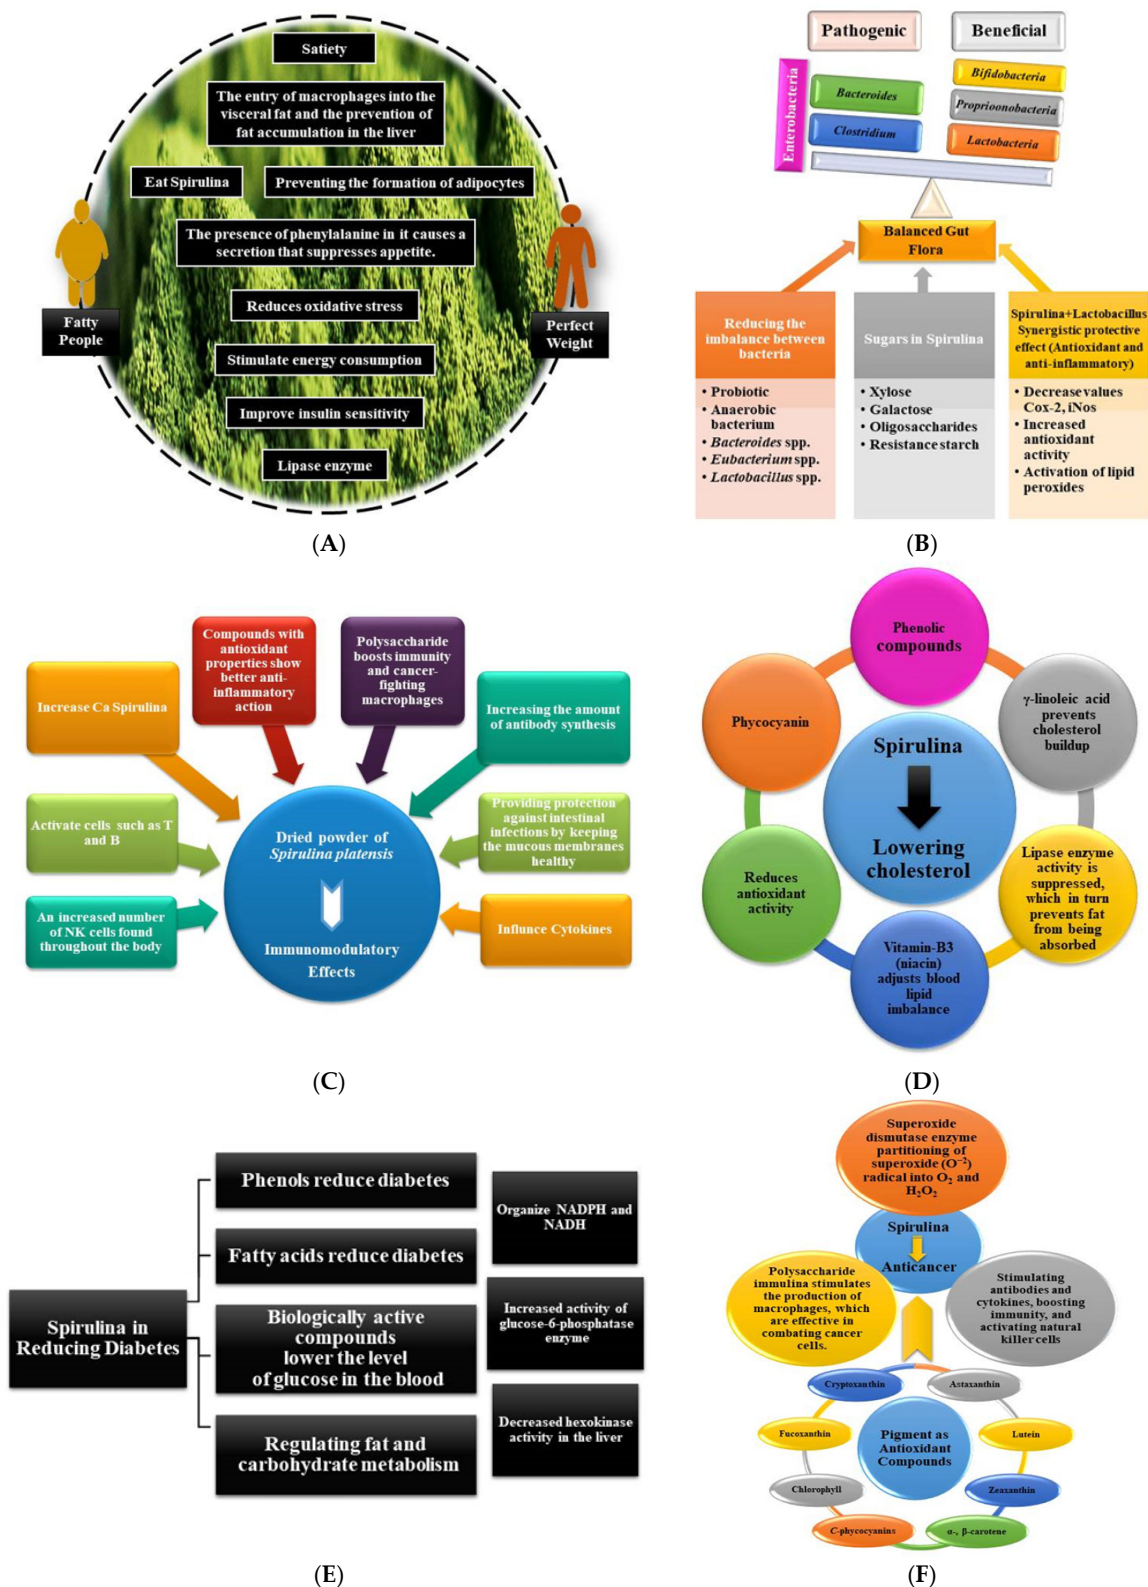 Satiety
The entry of macrophages into the
visceral fat and the prevention of
fat accumulation in the liver
Eat Spirulina
Preventing the formation of adipocytes
The presence of phenylalanine in it causes a
secretion that suppresses appetite.
Reduces oxidative stress
Fatty
People
Perfect
Weight
Stimulate energy consumption
Improve insulin sensitivity
Lipase enzyme
(A)
Pathogenic
Beneficial
Enterobacteria
Bacteroides
Clostridium
Bifidobacteria
Proprioonobacteria
Lactobacteria
Balanced Gut
Flora
Reducing the
imbalance between
bacteria
• Probiotic
• Anaerobic
bacterium
• Bacteroides spp.
• Eubacterium spp.
• Lactobacillus spp.
Sugars in Spirulina
• Xylose
• Galactose
• Oligosaccharides
• Resistance starch
Spirulina+Lactobacillus
Synergistic protective
effect (Antioxidant and
anti-inflammatory)
• Decrease values
Cox-2, iNos
• Increased
antioxidant
activity
• Activation of lipid
peroxides
(B)
Increase Ca Spirulina
Compounds with
antioxidant
properties show
better anti-
inflammatory
action
Polysaccharide
boosts immunity
and cancer-
fighting
macrophages
Increasing the amount
of antibody synthesis
Activate cells such as T
and B
Providing protection
against intestinal
infections by keeping
the mucous membranes
healthy
An increased number
of NK cells found
throughout the body
Influnce Cytokines
Dried powder of
Spirulina platensis
Immunomodulatory
Effects
(C)
Phenolic
compounds
Phycocyanin
γ-linoleic acid
prevents
cholesterol
buildup
Spirulina
Lowering
cholesterol
Reduces
antioxidant
activity
Lipase enzyme
activity is
suppressed,
which in turn
prevents fat
from being
absorbed
Vitamin-B3
(niacin)
adjusts blood
lipid
imbalance
(D)
Spirulina in
Reducing Diabetes
Phenols reduce diabetes
Fatty acids reduce diabetes
Biologically active
compounds
lower the level
of glucose in the blood
Regulating fat and
carbohydrate metabolism
Organize NADPH and
NADH
Increased activity of
glucose-6-phosphatase
enzyme
Decreased hexokinase
activity in the liver
(E)
Superoxide
dismutase enzyme
partitioning of
superoxide (O⁻²)
radical into O₂ and
H₂O₂
Spirulina
Anticancer
Polysaccharide
immulina stimulates
the production of
macrophages, which
are effective in
combating cancer
cells.
Stimulating
antibodies and
cytokines, boosting
immunity, and
activating natural
killer cells
Cryptoxanthin
Astaxanthin
Fucoxanthin
Lutein
Pigment as
Antioxidant
Compounds
Chlorophyll
Zeaxanthin
C-phycocyanins
α-, β-carotene
(F)